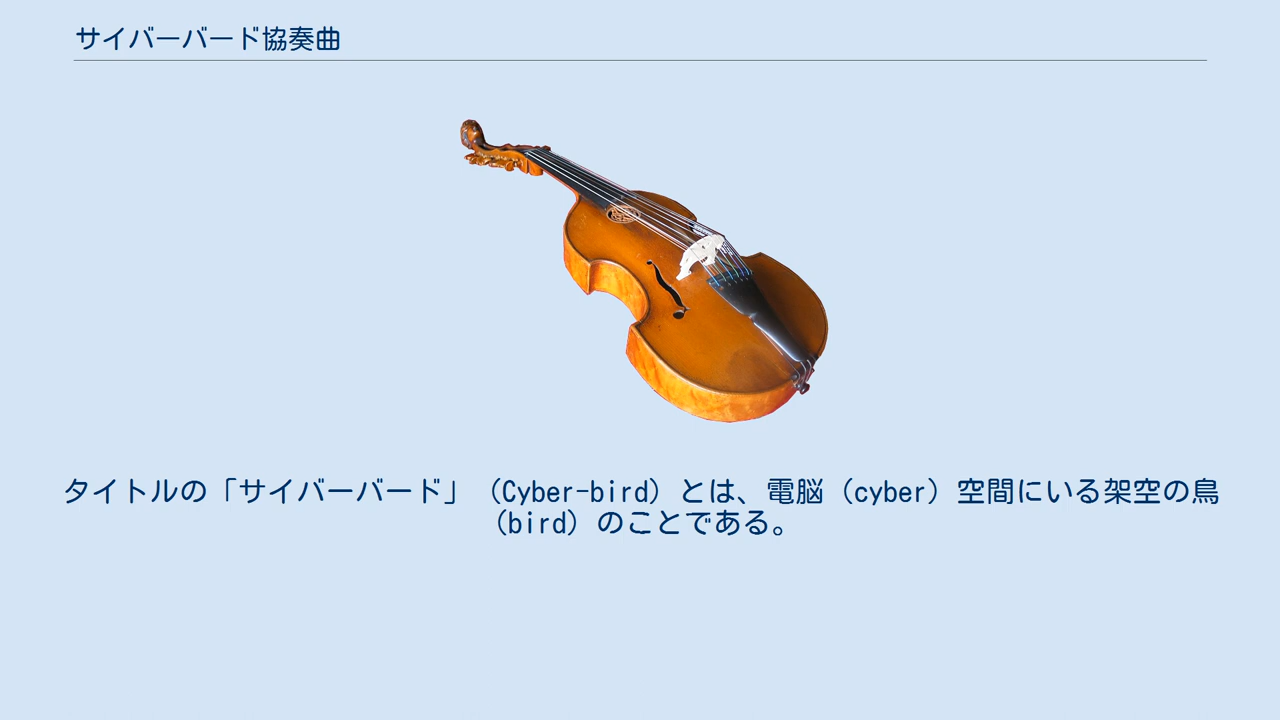 サイバーバード協奏曲
タイトルの「サイバーバード」（Cyber-bird）とは、電脳（cyber）空間にいる架空の鳥
（bird）のことである。